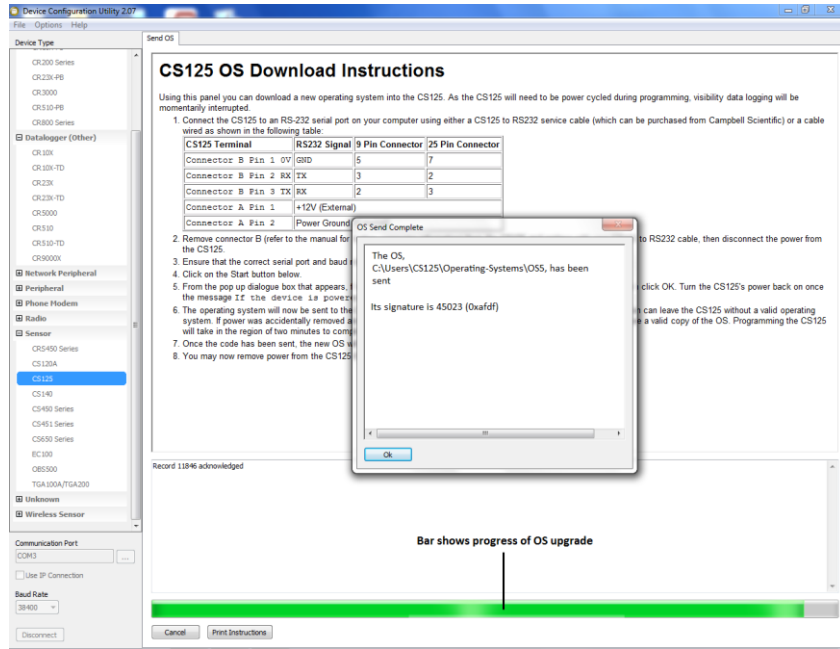 Device Configuration Utility 2.07
File Options Help
Device Type
CR200 Series
CR23X-PB
CR3000
CR510-PB
CR800 Series
Datalogger (Other)
CR10X
CR10X-TD
CR23X
CR23X-TD
CR5000
CR510
CR510-TD
CR9000X
Network Peripheral
Peripheral
Phone Modem
Radio
Sensor
CRS450 Series
CS120A
CS125
CS140
CS450 Series
CS451 Series
CS650 Series
EC100
OBS500
TGA100A/TGA200
Unknown
Wireless Sensor
Communication Port
COM3
...
Use IP Connection
Baud Rate
38400
Disconnect
Send OS
CS125 OS Download Instructions
Using this panel you can download a new operating system into the CS125. As the CS125 will need to be power cycled during programming, visibility data logging will be
momentarily interrupted.
1. Connect the CS125 to an RS-232 serial port on your computer using either a CS125 to RS232 service cable (which can be purchased from Campbell Scientific) or a cable
wired as shown in the following table:
CS125 Terminal RS232 Signal 9 Pin Connector 25 Pin Connector
Connector B Pin 1 0V GND 5 7
Connector B Pin 2 RX TX 3 2
Connector B Pin 3 TX RX 2 3
Connector A Pin 1 +12V (External)
Connector A Pin 2 Power Ground
2. Remove connector B (refer to the manual for to RS232 cable, then disconnect the power from
the CS125.
3. Ensure that the correct serial port and baud
4. Click on the Start button below.
5. From the pop up dialogue box that appears, click OK. Turn the CS125's power back on once
the message If the device is power
6. The operating system will now be sent to the can leave the CS125 without a valid operating
system. If power was accidentally removed a valid copy of the OS. Programming the CS125
will take in the region of two minutes to
7. Once the code has been sent, the new OS
8. You may now remove power from the CS125
OS Send Complete
The OS,
C:\Users\CS125\Operating-Systems\OS5, has been
sent
Its signature is 45023 (0xafdf)
Ok
Record 11846 adknowledged
Bar shows progress of OS upgrade
Cancel Print Instructions